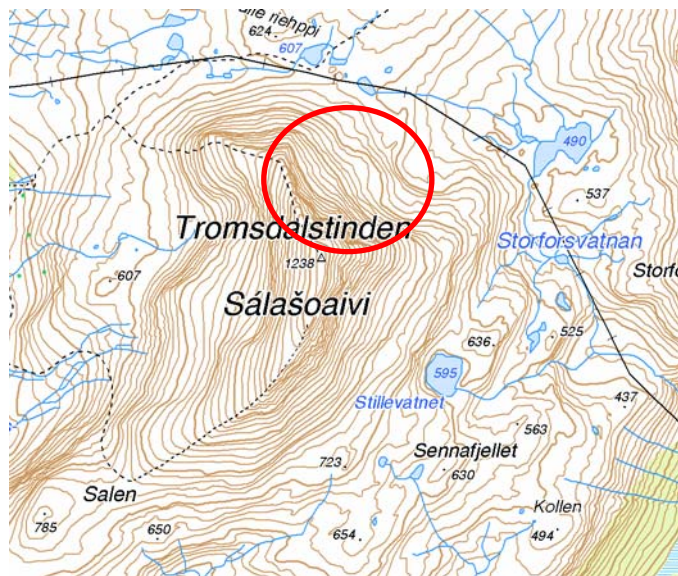 riehppi
624
607
490
537
Tromsdalstinden
Storforsvatnan
1238
607
Sálašoaivi
525
636
595
437
Stillevatnet
563
Sennafjellet
723
630
Salen
Kollen
785
650
654
494